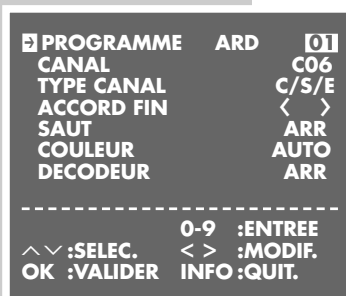 PROGRAMME ARD 01
CANAL C06
TYPE CANAL C/S/E
ACCORD FIN < >
SAUT ARR
COULEUR AUTO
DECODEUR ARR
0-9 :ENTREE
:SELEC. < > :MODIF.
OK :VALIDER INFO :QUIT.